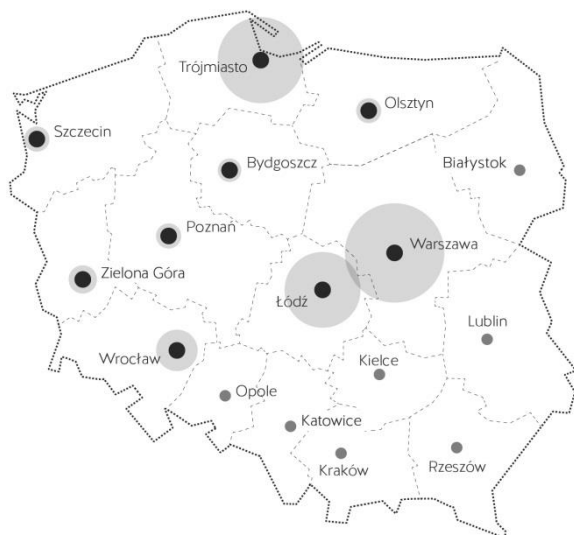 Trójmiasto
Olsztyn
Szczecin
Bydgoszcz
Białystok
Poznań
Warszawa
Zielona Góra
Łódź
Lublin
Wrocław
Kielce
Opole
Katowice
Kraków
Rzeszów